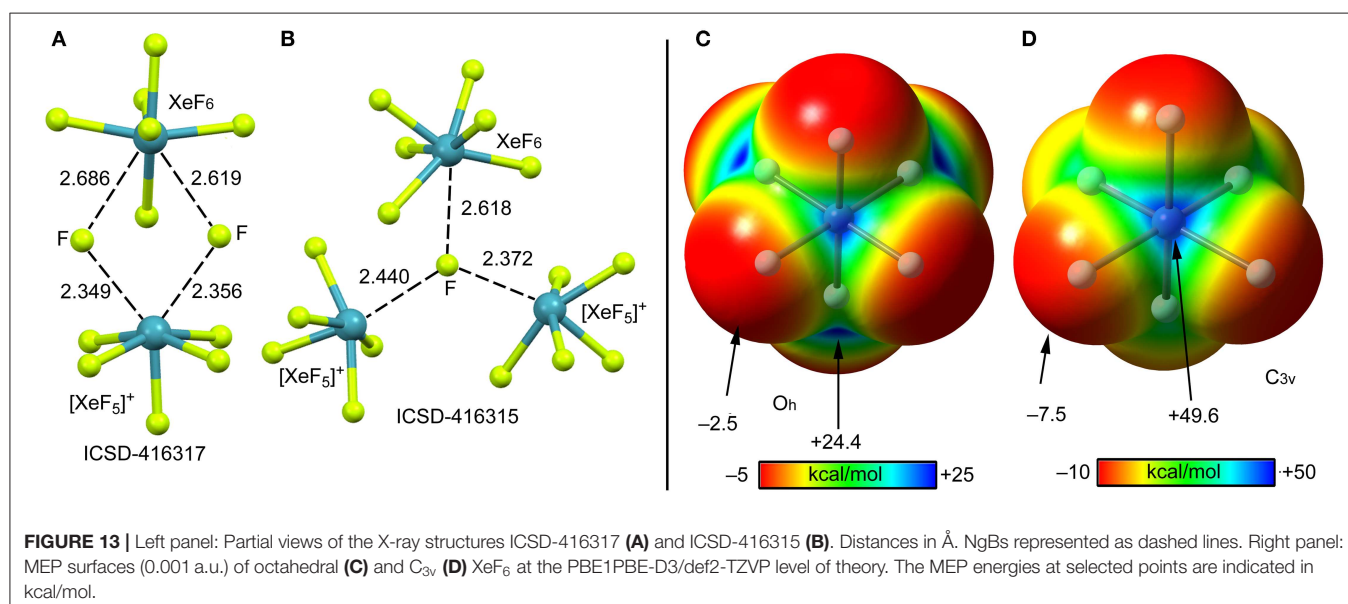 A
XeF6
2.686
2.619
F
F
2.349
2.356
[XeF5]+
ICSD-416317
B
XeF6
2.618
2.440
2.372
F
[XeF5]+
[XeF5]+
ICSD-416315
C
–2.5
Oh
+24.4
–5
kcal/mol
+25
D
C3v
–7.5
+49.6
–10
kcal/mol
+50
FIGURE 13 | Left panel: Partial views of the X-ray structures ICSD-416317 (A) and ICSD-416315 (B). Distances in Å. NgBs represented as dashed lines. Right panel:
MEP surfaces (0.001 a.u.) of octahedral (C) and C3v (D) XeF6 at the PBE1PBE-D3/def2-TZVP level of theory. The MEP energies at selected points are indicated in
kcal/mol.